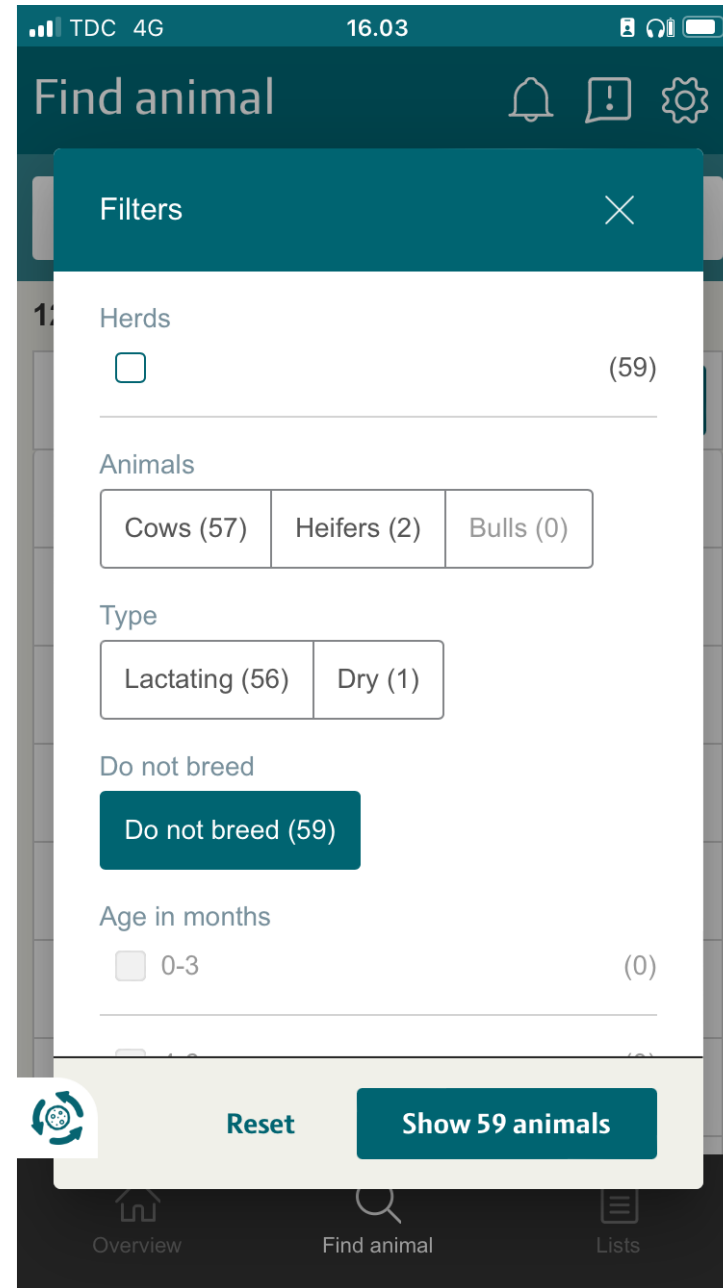 TDC 4G 16.03
Find animal
Filters
Herds
(59)
Animals
Cows (57) Heifers (2) Bulls (0)
Type
Lactating (56) Dry (1)
Do not breed
Do not breed (59)
Age in months
0-3 (0)
Reset Show 59 animals
Overview Find animal Lists